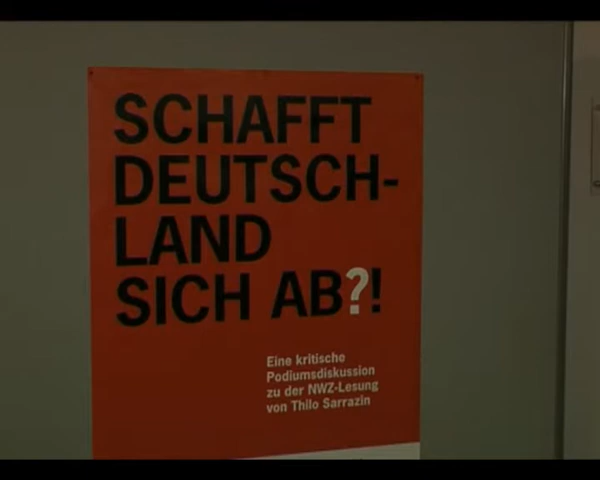 SCHAFFT
DEUTSCH-
LAND
SICH AB?!
Eine kritische
Podiumsdiskussion
zu der NWZ-Lesung
von Thilo Sarrazin